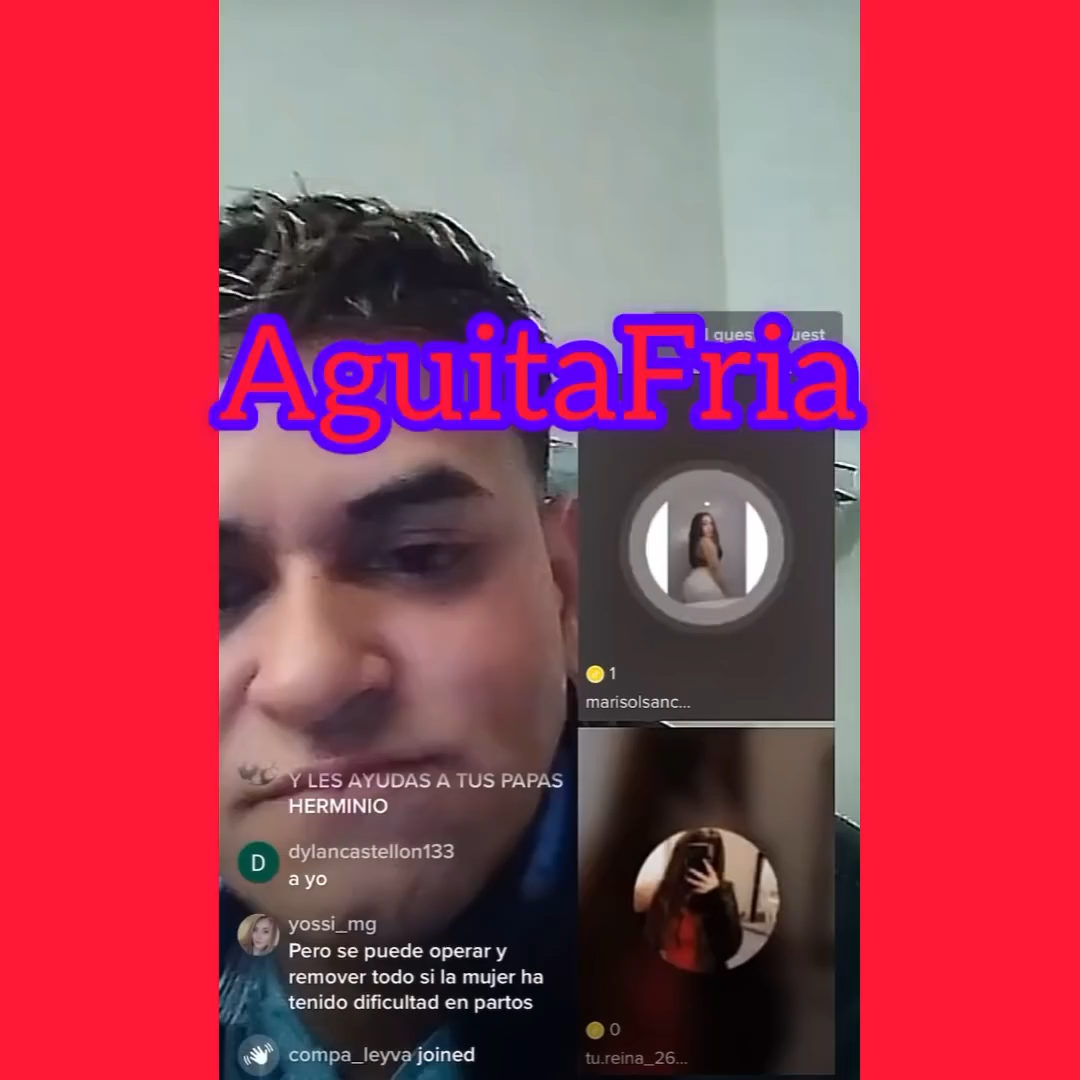 AguitaFria
1
marisolsanc...
Y LES AYUDAS A TUS PAPAS
HERMINIO
D
dylancastellon133
a yo
yossi_mg
Pero se puede operar y
remover todo si la mujer ha
tenido dificultad en partos
0
compa_leyva joined
tu.reina_26...